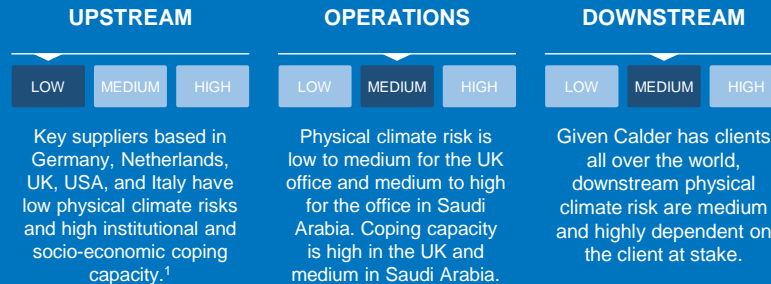 UPSTREAM
LOW MEDIUM HIGH
Key suppliers based in
Germany, Netherlands,
UK, USA, and Italy have
low physical climate risks
and high institutional and
socio-economic coping
capacity.¹
OPERATIONS
LOW MEDIUM HIGH
Physical climate risk is
low to medium for the UK
office and medium to high
for the office in Saudi
Arabia. Coping capacity
is high in the UK and
medium in Saudi Arabia.
DOWNSTREAM
LOW MEDIUM HIGH
Given Calder has clients
all over the world,
downstream physical
climate risk are medium
and highly dependent on
the client at stake.